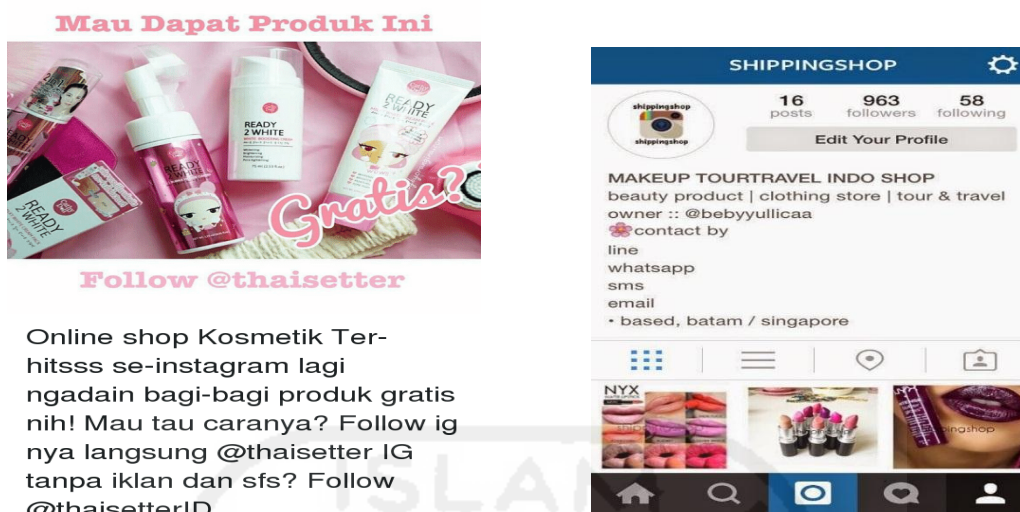 Mau Dapat Produk Ini
READY
2 WHITE
READY
2 WHITE
READY
2 WHITE
READY
2 WHITE
Gratis?
Follow @thaisetter
Online shop Kosmetik Ter-
hitsss se-instagram lagi
ngadain bagi-bagi produk gratis
nih! Mau tau caranya? Follow ig
nya langsung @thaisetter IG
tanpa iklan dan sfs? Follow
@thaisetterID
ISLAM
SHIPPINGSHOP
shippingshop
shippingshop
16 963 58
posts followers following
Edit Your Profile
MAKEUP TOURTRAVEL INDO SHOP
beauty product | clothing store | tour & travel
owner :: @bebyyullicaa
🌸contact by
line
whatsapp
sms
email
• based, batam / singapore
NYX